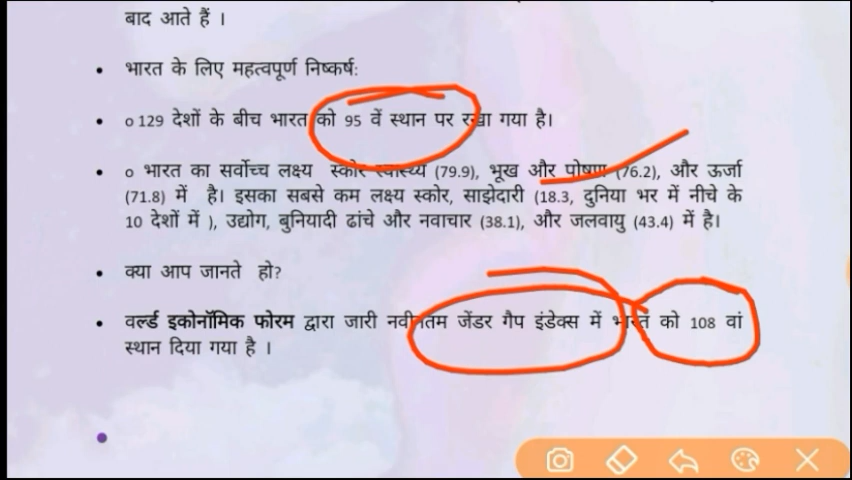 बाद आते हैं ।
• भारत के लिए महत्वपूर्ण निष्कर्ष:
• o 129 देशों के बीच भारत को 95 वें स्थान पर रखा गया है।
• o भारत का सर्वोच्च लक्ष्य स्कोर स्वास्थ्य (79.9), भूख और पोषण (76.2), और ऊर्जा
(71.8) में है। इसका सबसे कम लक्ष्य स्कोर, साझेदारी (18.3, दुनिया भर में नीचे के
10 देशों में ), उद्योग, बुनियादी ढांचे और नवाचार (38.1), और जलवायु (43.4) में है।
• क्या आप जानते हो?
• वर्ल्ड इकोनॉमिक फोरम द्वारा जारी नवीनतम जेंडर गैप इंडेक्स में भारत को 108 वां
स्थान दिया गया है ।